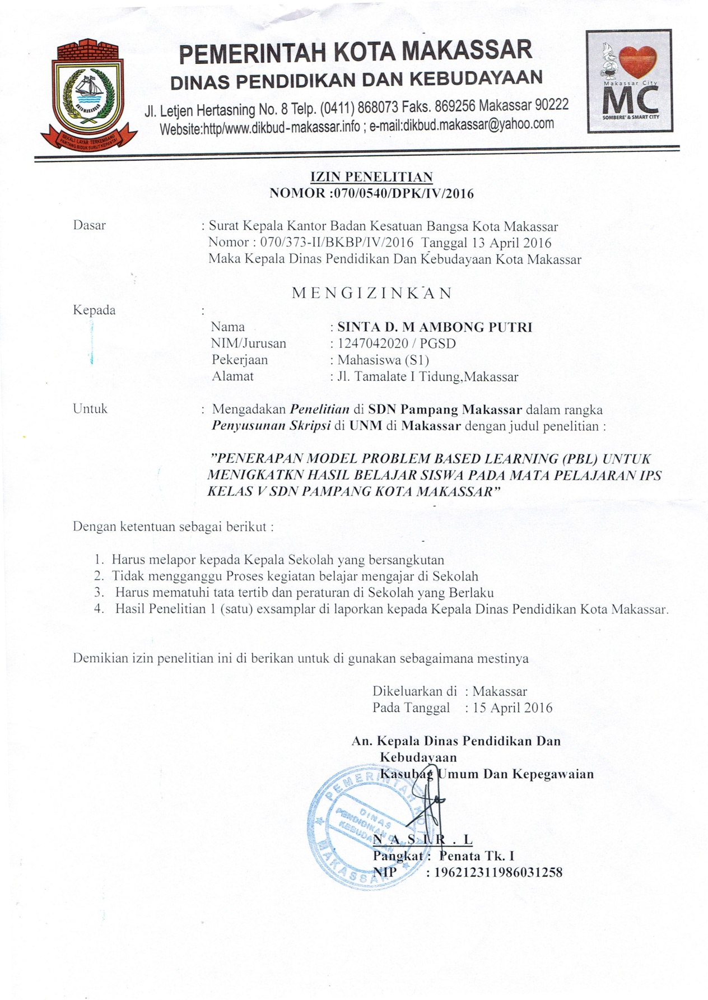 PEMERINTAH KOTA MAKASSAR
DINAS PENDIDIKAN DAN KEBUDAYAAN
Jl. Letjen Hertasning No. 8 Telp. (0411) 868073 Faks. 869256 Makassar 90222
Website:http/www.dikbud-makassar.info ; e-mail:dikbud.makassar@yahoo.com
KOTA MAKASSAR
SEKALI LAYAR TERKEMBANG
PANTANG BIDUK SURUT KEPANTAI
Makassar City
MC
SOMBERE' & SMART CITY
IZIN PENELITIAN
NOMOR :070/0540/DPK/IV/2016
Dasar : Surat Kepala Kantor Badan Kesatuan Bangsa Kota Makassar
Nomor : 070/373-II/BKBP/IV/2016 Tanggal 13 April 2016
Maka Kepala Dinas Pendidikan Dan Kebudayaan Kota Makassar
M E N G I Z I N K A N
Kepada :
Nama : SINTA D. M AMBONG PUTRI
NIM/Jurusan : 1247042020 / PGSD
Pekerjaan : Mahasiswa (S1)
Alamat : Jl. Tamalate I Tidung,Makassar
Untuk : Mengadakan Penelitian di SDN Pampang Makassar dalam rangka
Penyusunan Skripsi di UNM di Makassar dengan judul penelitian :
”PENERAPAN MODEL PROBLEM BASED LEARNING (PBL) UNTUK
MENIGKATKN HASIL BELAJAR SISWA PADA MATA PELAJARAN IPS
KELAS V SDN PAMPANG KOTA MAKASSAR”
Dengan ketentuan sebagai berikut :
1. Harus melapor kepada Kepala Sekolah yang bersangkutan
2. Tidak mengganggu Proses kegiatan belajar mengajar di Sekolah
3. Harus mematuhi tata tertib dan peraturan di Sekolah yang Berlaku
4. Hasil Penelitian 1 (satu) exsamplar di laporkan kepada Kepala Dinas Pendidikan Kota Makassar.
Demikian izin penelitian ini di berikan untuk di gunakan sebagaimana mestinya
Dikeluarkan di : Makassar
Pada Tanggal : 15 April 2016
An. Kepala Dinas Pendidikan Dan
Kebudayaan
Kasubag Umum Dan Kepegawaian
PEMERINTAH KOTA
DINAS
PENDIDIKAN DAN
KEBUDAYAAN
MAKASSAR
N A S I R . L
Pangkat : Penata Tk. I
NIP : 196212311986031258